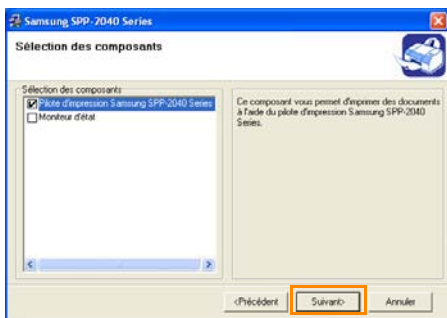 Samsung SPP-2040 Series
Sélection des composants
Sélection des composants
Pilote d'impression Samsung SPP-2040 Series
Moniteur d'état
Ce composant vous permet d'imprimer des documents
à l'aide du pilote d'impression Samsung SPP-2040
Series.
<Précédent
Suivant>
Annuler